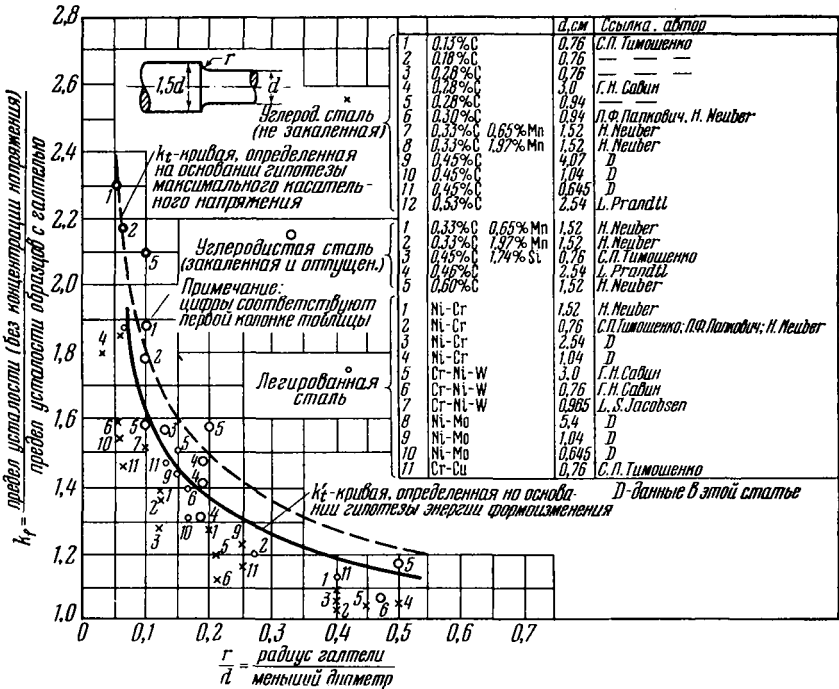 k_f = предел усталости (без концентрации напряжения) / предел усталости образцов с галтелью
2,8
2,6
2,4
2,2
2,0
1,8
1,6
1,4
1,2
1,0
0
0,1
0,2
0,3
0,4
0,5
0,6
0,7
r/d = радиус галтели / меньший диаметр
r
1,5d
d
Углерод. сталь
(не закаленная)
k_t-кривая, определенная
на основании гипотезы
максимального касатель-
ного напряжения
Углеродистая сталь
(закаленная и отпущен.)
Примечание:
цифры соответствуют
первой колонке таблицы
Легированная
сталь
k'_t-кривая, определенная на основа-
нии гипотезы энергии формоизменения
D-данные в этой статье
d, см Ссылка. автор
1 0,13%C 0,76 С.П. Тимошенко
2 0,18%C 0,76 — — —
3 0,28%C 0,76 — — —
4 0,28%C 3,0 Г.Н. Савин
5 0,28%C 0,94 — —
6 0,30%C 0,94 П.Ф. Папкович, H. Neuber
7 0,33%C 0,65%Mn 1,52 H. Neuber
8 0,33%C 1,97%Mn 1,52 H. Neuber
9 0,45%C 4,07 D
10 0,45%C 1,04 D
11 0,45%C 0,645 D
12 0,53%C 2,54 L. Prandtl
1 0,33%C 0,65%Mn 1,52 H. Neuber
2 0,33%C 1,97%Mn 1,52 H. Neuber
3 0,45%C 1,74%Si 0,76 С.П. Тимошенко
4 0,46%C 2,54 L. Prandtl
5 0,60%C 1,52 H. Neuber
1 Ni-Cr 1,52 H. Neuber
2 Ni-Cr 0,76 С.П. Тимошенко; П.Ф. Папкович; H. Neuber
3 Ni-Cr 2,54 D
4 Ni-Cr 1,04 D
5 Cr-Ni-W 3,0 Г.Н. Савин
6 Cr-Ni-W 0,76 Г.Н. Савин
7 Cr-Ni-W 0,985 L.S. Jacobsen
8 Ni-Mo 5,4 D
9 Ni-Mo 1,04 D
10 Ni-Mo 0,645 D
11 Cr-Cu 0,76 С.П. Тимошенко